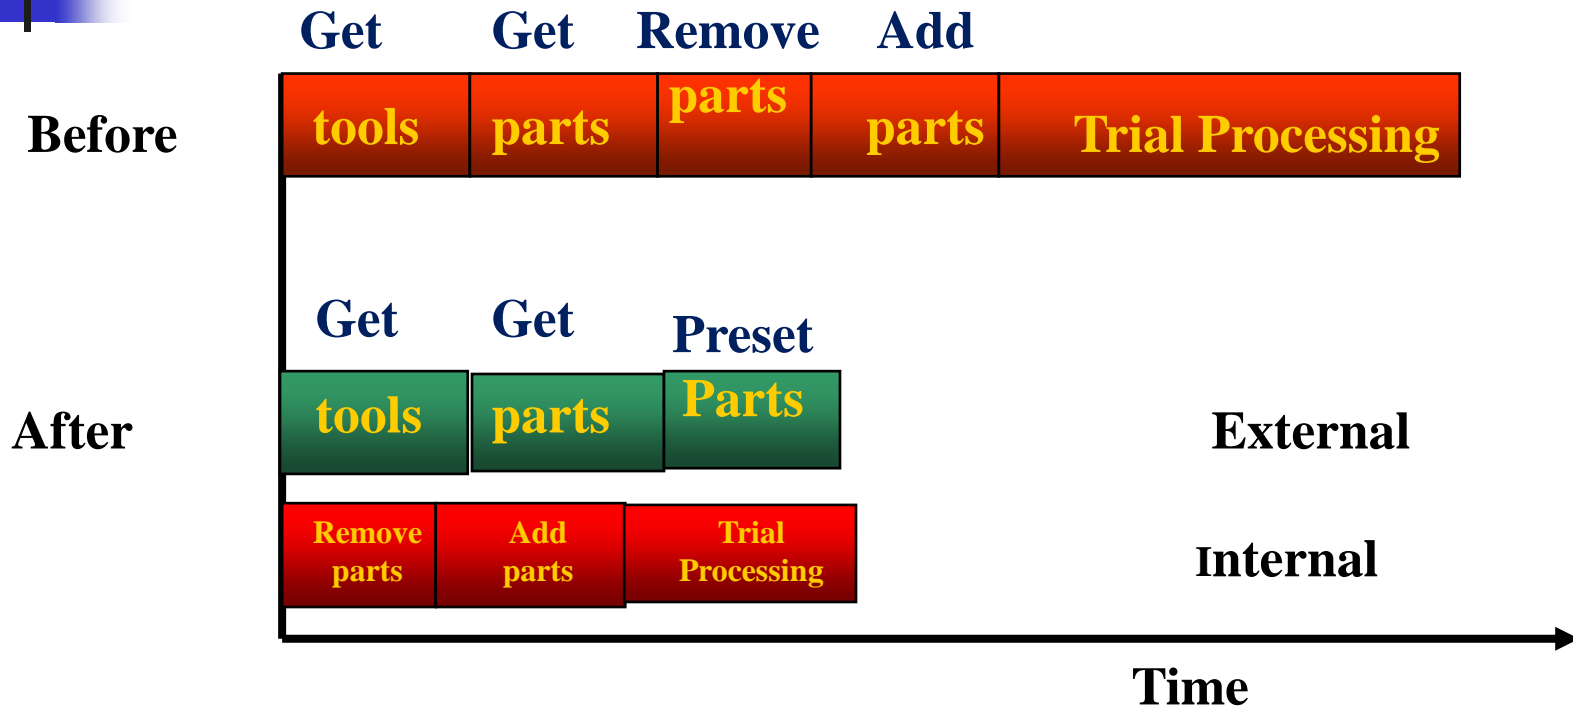 Get Get Remove Add
Before tools parts parts parts Trial Processing
Get Get Preset
After tools parts Parts External
Remove Add Trial
parts parts Processing
Internal
Time